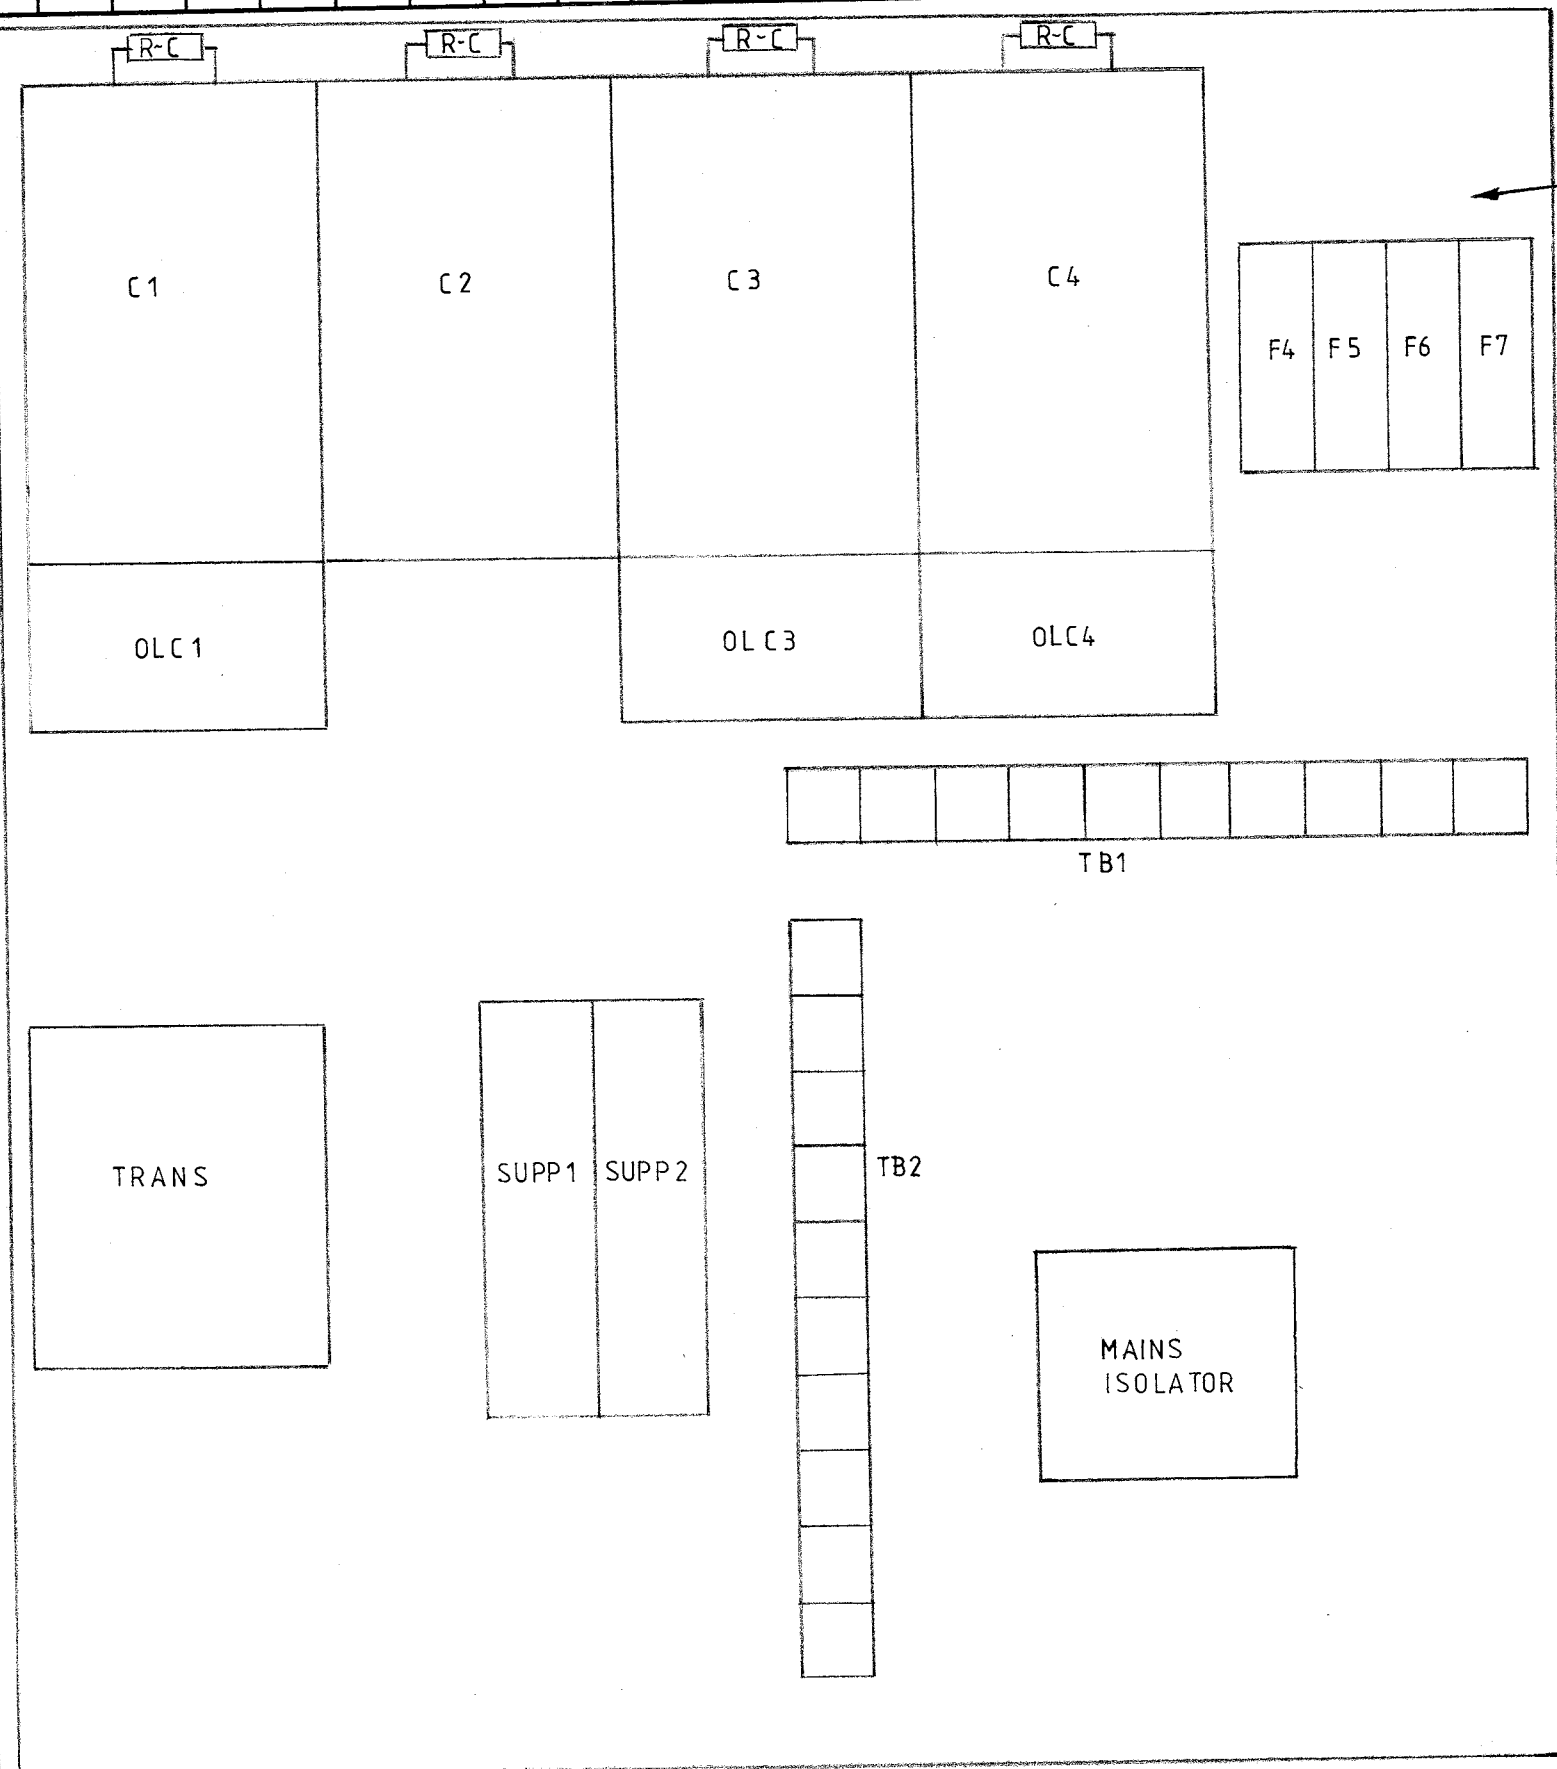 R-C R-C R-C R-C
C1 C2 C3 C4
F4 F5 F6 F7
OLC1 OLC3 OLC4
TB1
TRANS SUPP1 SUPP2 TB2
MAINS
ISOLATOR